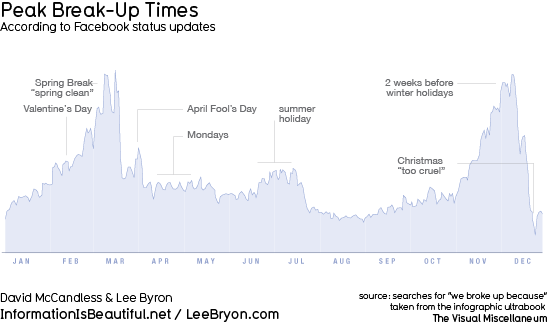 Peak Break-Up Times
According to Facebook status updates
Spring Break
"spring clean"
Valentine's Day
April Fool's Day
Mondays
summer
holiday
2 weeks before
winter holidays
Christmas
"too cruel"
JAN FEB MAR APR MAY JUN JUL AUG SEP OCT NOV DEC
David McCandless & Lee Byron
InformationIsBeautiful.net / LeeBryon.com
source: searches for "we broke up because"
taken from the infographic ultrabook
The Visual Miscellaneum